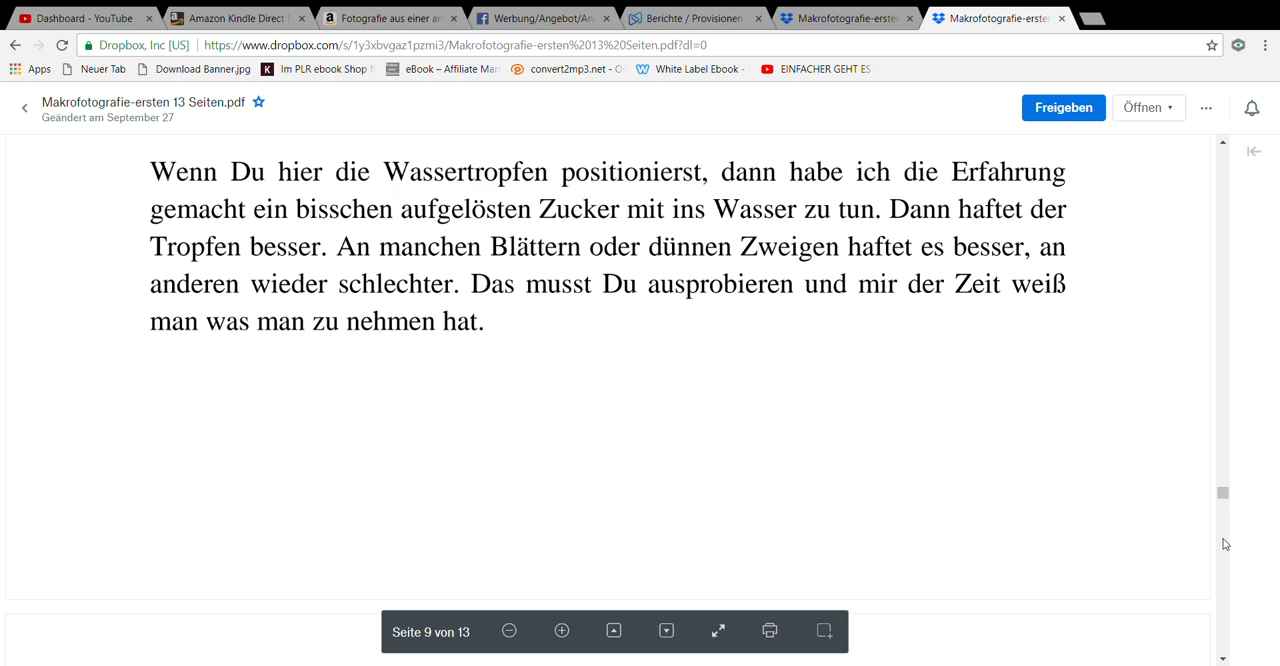 Dashboard - YouTube
Amazon Kindle Direct
Fotografie aus einer an
Werbung/Angebot/An
Berichte / Provisionen
Makrofotografie-erste
Makrofotografie-erste
Dropbox, Inc [US] | https://www.dropbox.com/s/1y3xbvgaz1pzmi3/Makrofotografie-ersten%2013%20Seiten.pdf?dl=0
Apps Neuer Tab Download Banner.jpg Im PLR ebook Shop eBook – Affiliate Mar convert2mp3.net - White Label Ebook - EINFACHER GEHT ES
Makrofotografie-ersten 13 Seiten.pdf
Geändert am September 27
Freigeben
Öffnen
Wenn Du hier die Wassertropfen positionierst, dann habe ich die Erfahrung
gemacht ein bisschen aufgelösten Zucker mit ins Wasser zu tun. Dann haftet der
Tropfen besser. An manchen Blättern oder dünnen Zweigen haftet es besser, an
anderen wieder schlechter. Das musst Du ausprobieren und mir der Zeit weiß
man was man zu nehmen hat.
Seite 9 von 13